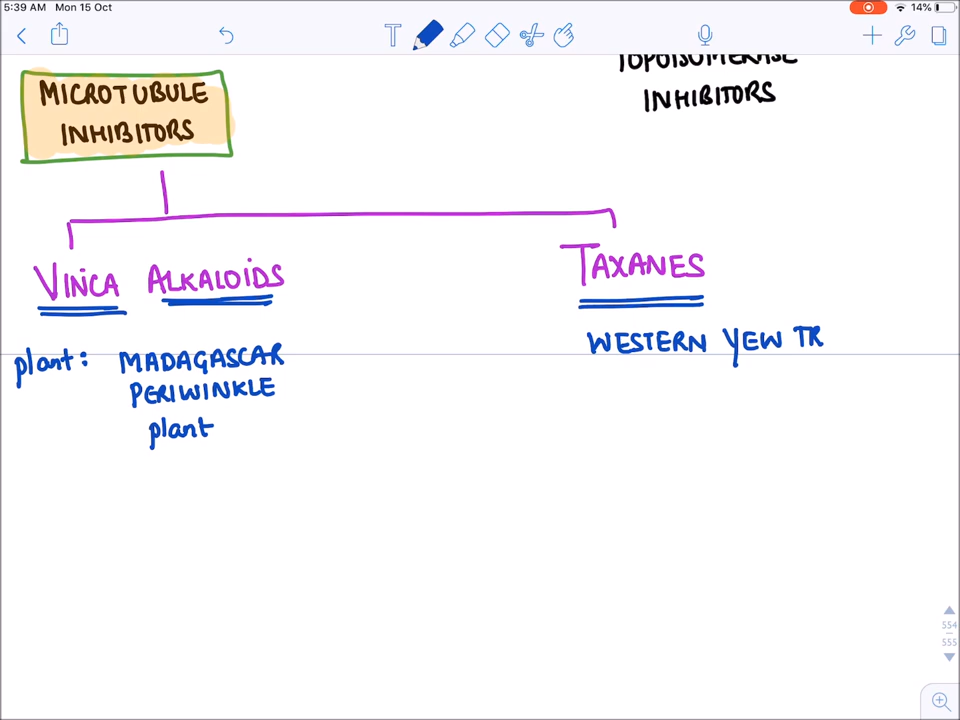 5:39 AM Mon 15 Oct
14%
T
TOPOISOMERASE
INHIBITORS
MICROTUBULE
INHIBITORS
VINCA ALKALOIDS
TAXANES
plant: MADAGASCAR
PERIWINKLE
plant
WESTERN YEW TR
554
555